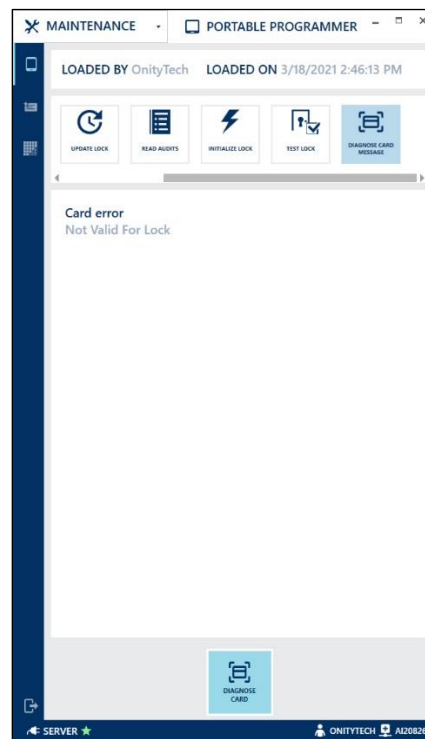 MAINTENANCE
PORTABLE PROGRAMMER
LOADED BY OnityTech LOADED ON 3/18/2021 2:46:13 PM
UPDATE LOCK
READ AUDITS
INITIALIZE LOCK
TEST LOCK
DIAGNOSE CARD
MESSAGE
Card error
Not Valid For Lock
DIAGNOSE
CARD
SERVER
ONITYTECH
AI20826